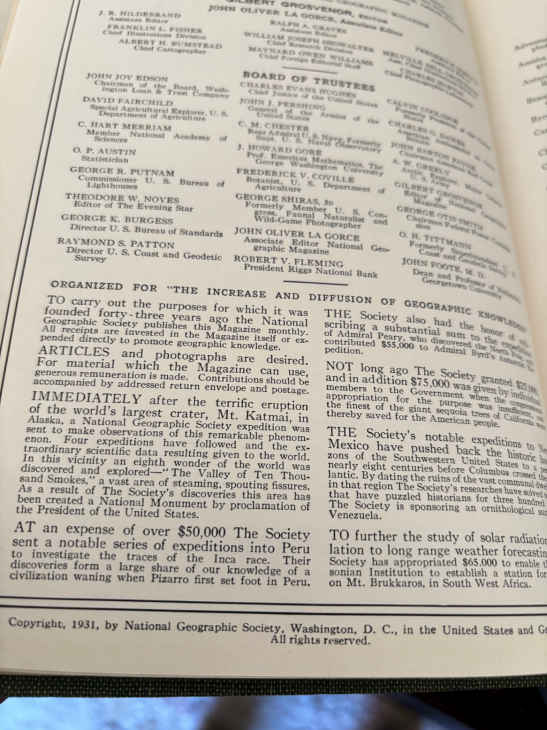 GILBERT GROSVENOR, EDITOR
JOHN OLIVER LA GORCE, Associate Editor
J. R. HILDEBRAND
Assistant Editor
FRANKLIN L. FISHER
Chief Illustrations Division
ALBERT H. BUMSTEAD
Chief Cartographer
RALPH A. GRAVES
Assistant Editor
WILLIAM JOSEPH SHOWALTER
Chief Research Division
MAYNARD OWEN WILLIAMS
Chief Foreign Editorial Staff
BOARD OF TRUSTEES
JOHN JOY EDSON
Chairman of the Board, Wash-
ington Loan & Trust Company
DAVID FAIRCHILD
Special Agricultural Explorer, U. S.
Department of Agriculture
C. HART MERRIAM
Member National Academy of
Sciences
O. P. AUSTIN
Statistician
GEORGE R. PUTNAM
Commissioner U. S. Bureau of
Lighthouses
THEODORE W. NOYES
Editor of The Evening Star
GEORGE K. BURGESS
Director U. S. Bureau of Standards
RAYMOND S. PATTON
Director U. S. Coast and Geodetic
Survey
CHARLES EVANS HUGHES
Chief Justice of the United States
JOHN J. PERSHING
General of the Armies of the
United States
C. M. CHESTER
Rear Admiral U. S. Navy, Formerly
Supt. U. S. Naval Observatory
J. HOWARD GORE
Prof. Emeritus Mathematics, The
George Washington University
FREDERICK V. COVILLE
Botanist, U. S. Department of
Agriculture
GEORGE SHIRAS, 3D
Formerly Member U. S. Con-
gress, Faunal Naturalist and
Wild-Game Photographer
JOHN OLIVER LA GORCE
Associate Editor National Geo-
graphic Magazine
ROBERT V. FLEMING
President Riggs National Bank
CALVIN COOLIDGE
CHARLES G. DAWES
JOHN BARTON PAYNE
A. W. GREELY
GILBERT GROSVENOR
GEORGE OTIS SMITH
O. H. TITTMANN
JOHN FOOTE, M. D.
Georgetown University
ORGANIZED FOR "THE INCREASE AND DIFFUSION OF GEOGRAPHIC KNOWLEDGE
TO carry out the purposes for which it was
founded forty-three years ago the National
Geographic Society publishes this Magazine monthly.
All receipts are invested in the Magazine itself or ex-
pended directly to promote geographic knowledge.
ARTICLES and photographs are desired.
For material which the Magazine can use,
generous remuneration is made. Contributions should be
accompanied by addressed return envelope and postage.
IMMEDIATELY after the terrific eruption
of the world's largest crater, Mt. Katmai, in
Alaska, a National Geographic Society expedition was
sent to make observations of this remarkable phenom-
enon. Four expeditions have followed and the ex-
traordinary scientific data resulting given to the world.
In this vicinity an eighth wonder of the world was
discovered and explored—"The Valley of Ten Thou-
sand Smokes," a vast area of steaming, spouting fissures.
As a result of The Society's discoveries this area has
been created a National Monument by proclamation of
the President of the United States.
AT an expense of over $50,000 The Society
sent a notable series of expeditions into Peru
to investigate the traces of the Inca race. Their
discoveries form a large share of our knowledge of a
civilization waning when Pizarro first set foot in Peru.
THE Society also had the honor of
scribing a substantial sum to the
of Admiral Peary, who discovered the North
contributed $55,000 to Admiral Byrd's
pedition.
NOT long ago The Society granted
and in addition $75,000 was given by
members to the Government when the
appropriation for the purpose was
the finest of the giant sequoia trees of California
thereby saved for the American people.
THE Society's notable expeditions to
Mexico have pushed back the historic
zons of the Southwestern United States to a
nearly eight centuries before Columbus crossed the
lantic. By dating the ruins of the vast communal
in that region The Society's researches have solved
that have puzzled historians for three hundred
The Society is sponsoring an ornithological
Venezuela.
TO further the study of solar radiation
lation to long range weather forecasting
Society has appropriated $65,000 to enable
sonian Institution to establish a station for
on Mt. Brukkaros, in South West Africa.
Copyright, 1931, by National Geographic Society, Washington, D. C., in the United States and
All rights reserved.